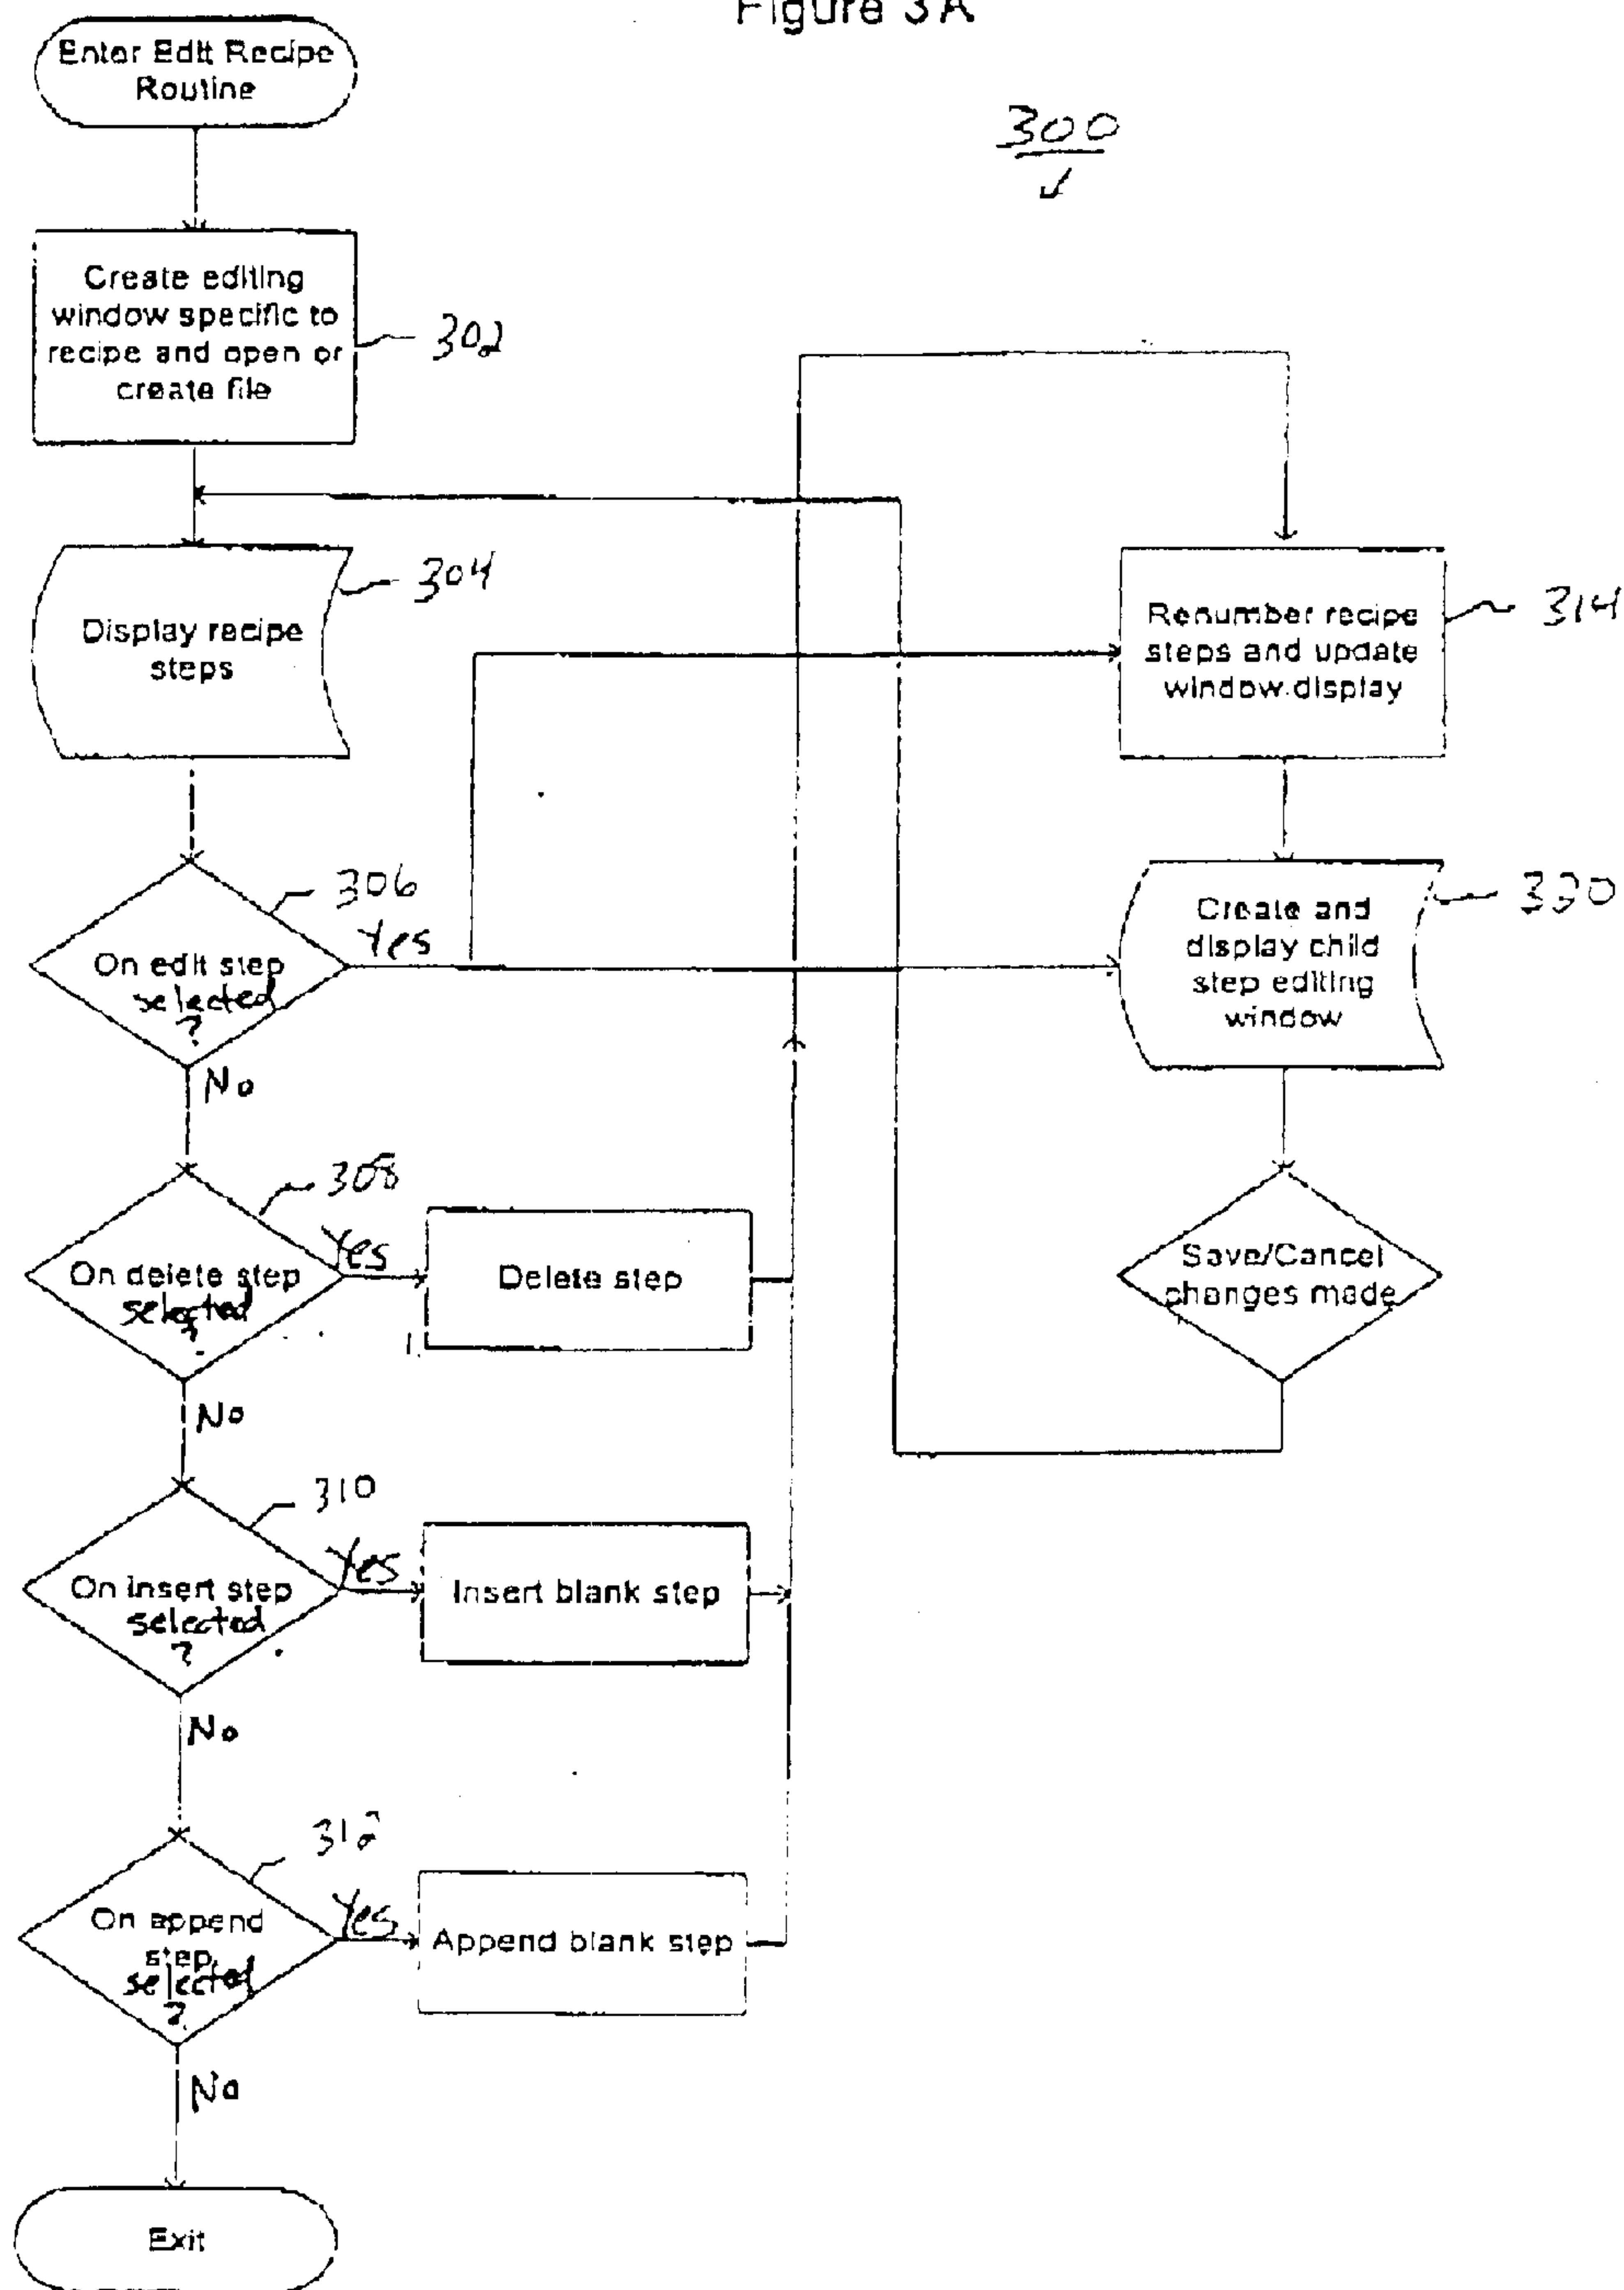 Figure 3A
Enter Edit Recipe
Routine
300
Create editing
window specific to
recipe and open or
create file
302
Display recipe
steps
304
Renumber recipe
steps and update
window display
314
On edit step
selected
?
306
Yes
No
Create and
display child
step editing
window
330
On delete step
selected
?
308
Yes
No
Delete step
Save/Cancel
changes made
On insert step
selected
?
310
Yes
No
Insert blank step
On append
step
selected
?
312
Yes
No
Append blank step
Exit